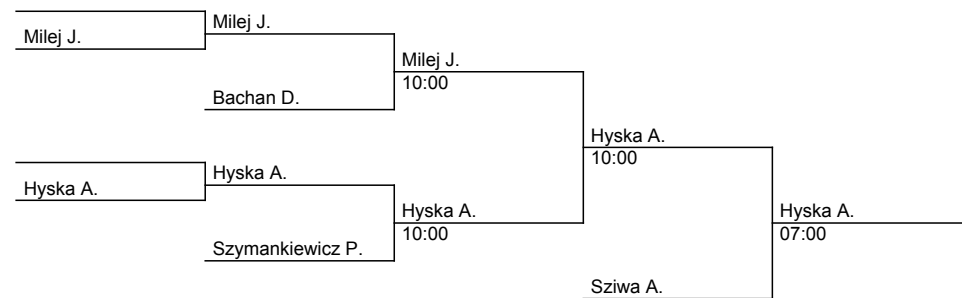 Milej J.
Milej J.
Bachan D.
Milej J.
10:00
Hyska A.
Hyska A.
Szymankiewicz P.
Hyska A.
10:00
Hyska A.
10:00
Sziwa A.
Hyska A.
07:00